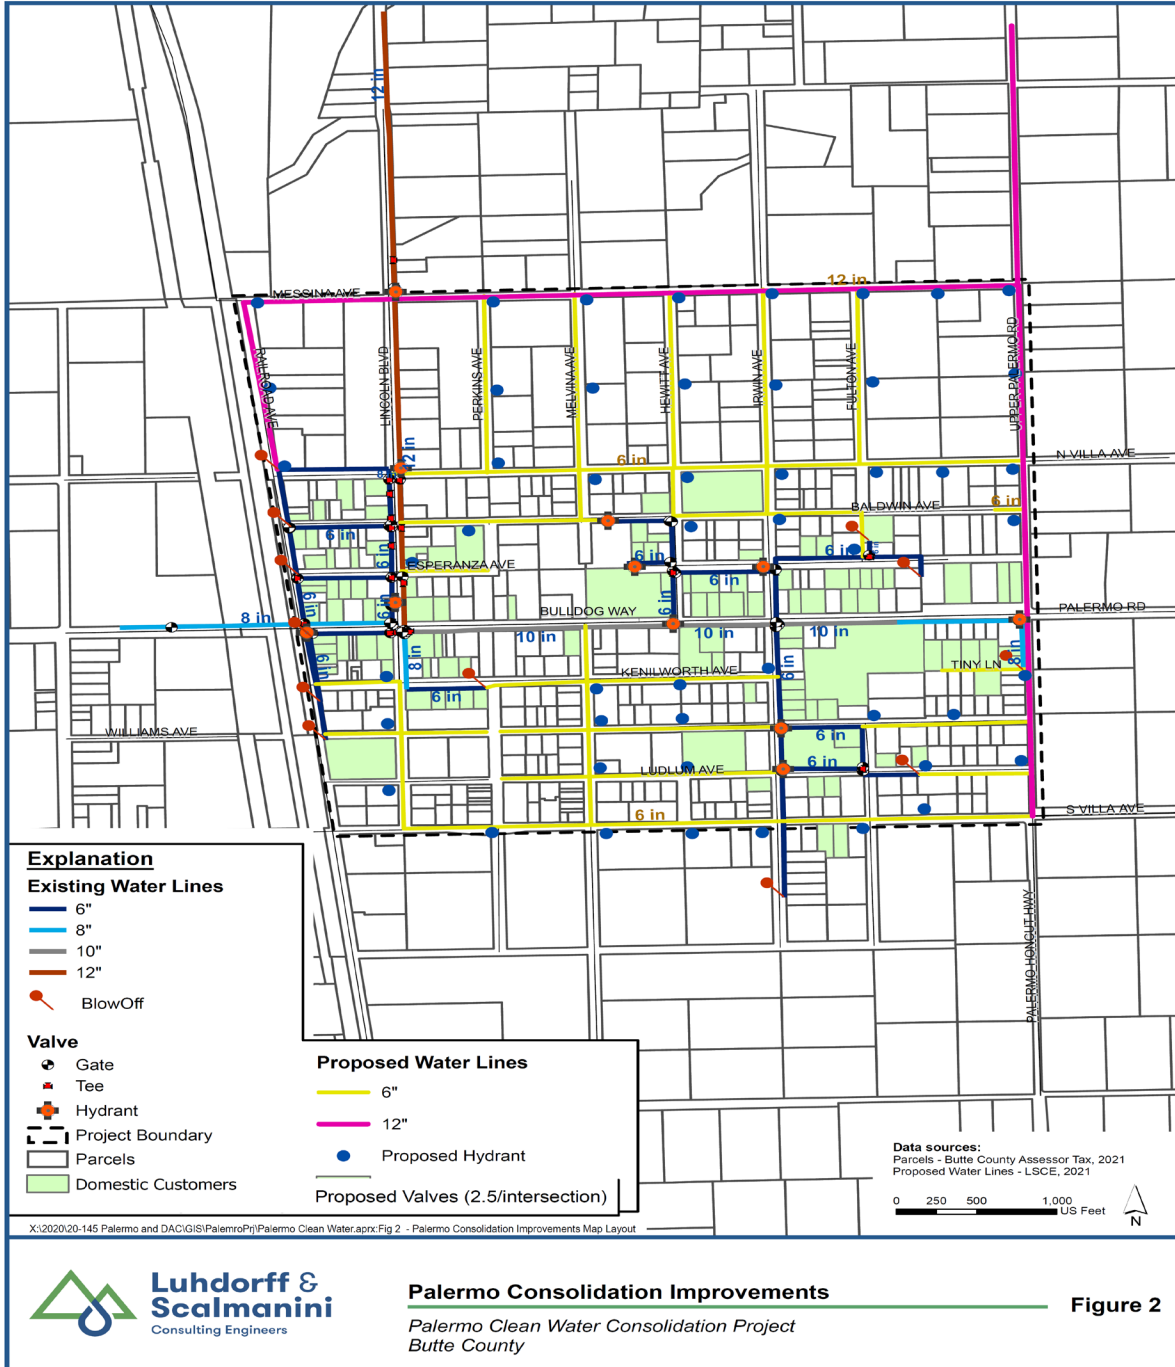 12 in
MESSINA AVE
12 in
RAILROAD AVE
LINCOLN BLVD
PERKINS AVE
MELVINA AVE
HEWITT AVE
IRWIN AVE
FULTON AVE
UPPER PALERMO RD
12 in
6 in
N VILLA AVE
BALDWIN AVE
6 in
6 in
6 in
ESPERANZA AVE
6 in
6 in
6 in
6 in
6 in
6 in
BULLDOG WAY
6 in
PALERMO RD
8 in
10 in
10 in
10 in
6 in
8 in
KENILWORTH AVE
6 in
TINY LN
8 in
6 in
WILLIAMS AVE
6 in
LUDLUM AVE
6 in
6 in
S VILLA AVE
PALERMO HONCUT HWY
Explanation
Existing Water Lines
6"
8"
10"
12"
BlowOff
Valve
Gate
Tee
Hydrant
Project Boundary
Parcels
Domestic Customers
Proposed Water Lines
6"
12"
Proposed Hydrant
Proposed Valves (2.5/intersection)
Data sources:
Parcels - Butte County Assessor Tax, 2021
Proposed Water Lines - LSCE, 2021
0 250 500 1,000
US Feet
N
X:\2020\20-145 Palermo and DAC\GIS\PalemroPrj\Palermo Clean Water.aprx:Fig 2 - Palermo Consolidation Improvements Map Layout
Luhdorff &
Scalmanini
Consulting Engineers
Palermo Consolidation Improvements
Palermo Clean Water Consolidation Project
Butte County
Figure 2